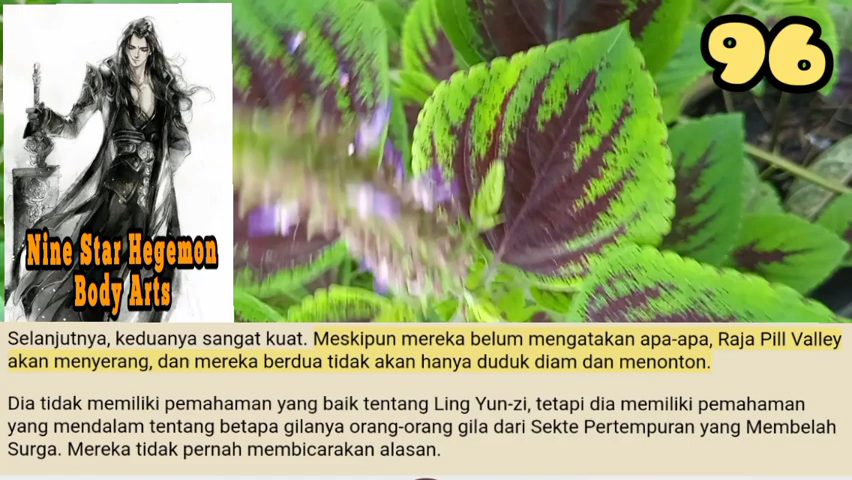 96
Nine Star Hegemon
Body Arts
Selanjutnya, keduanya sangat kuat. Meskipun mereka belum mengatakan apa-apa, Raja Pill Valley
akan menyerang, dan mereka berdua tidak akan hanya duduk diam dan menonton.
Dia tidak memiliki pemahaman yang baik tentang Ling Yun-zi, tetapi dia memiliki pemahaman
yang mendalam tentang betapa gilanya orang-orang gila dari Sekte Pertempuran yang Membelah
Surga. Mereka tidak pernah membicarakan alasan.